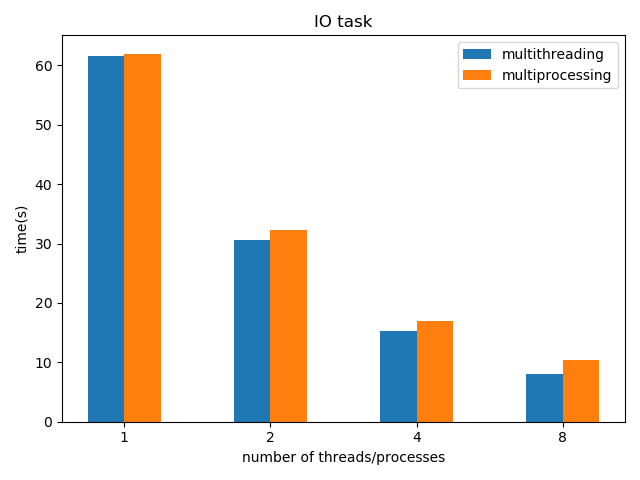 IO task
multithreading
multiprocessing
60
50
40
30
20
10
0
time(s)
1 2 4 8
number of threads/processes